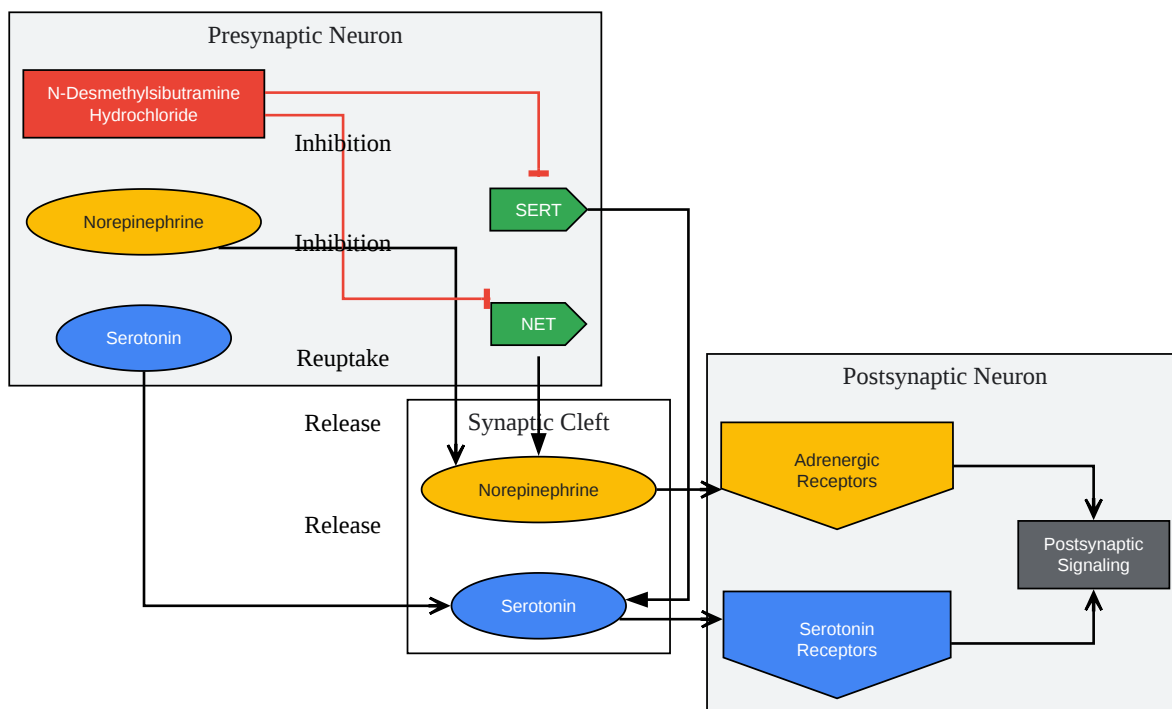 Presynaptic Neuron
N-Desmethylsibutramine
Hydrochloride
Inhibition
SERT
Norepinephrine
Inhibition
NET
Serotonin
Reuptake
Postsynaptic Neuron
Release
Synaptic Cleft
Adrenergic
Receptors
Norepinephrine
Release
Postsynaptic
Signaling
Serotonin
Serotonin
Receptors